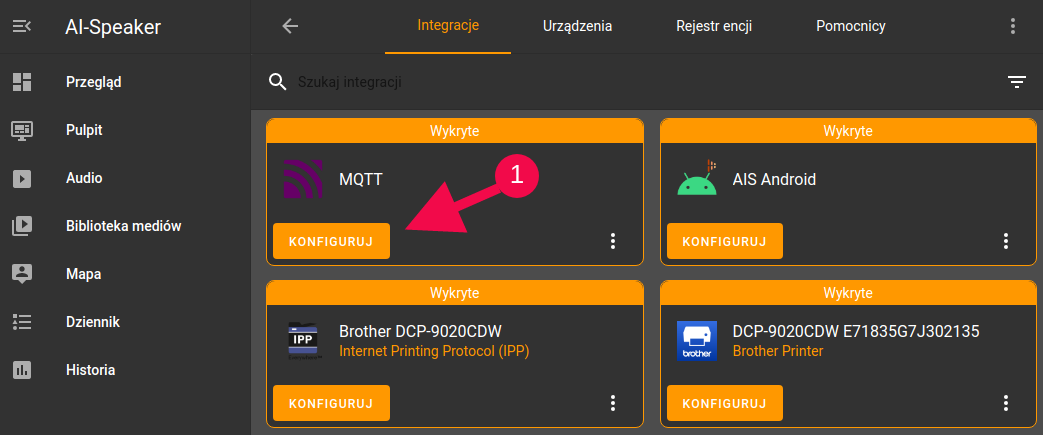 AI-Speaker
Integracje
Urządzenia
Rejestr encji
Pomocnicy
Szukaj integracji
Przegląd
Pulpit
Audio
Biblioteka mediów
Mapa
Dziennik
Historia
Wykryte
MQTT
1
KONFIGURUJ
Wykryte
AIS Android
KONFIGURUJ
Wykryte
IPP
Brother DCP-9020CDW
Internet Printing Protocol (IPP)
KONFIGURUJ
Wykryte
brother
DCP-9020CDW E71835G7J302135
Brother Printer
KONFIGURUJ